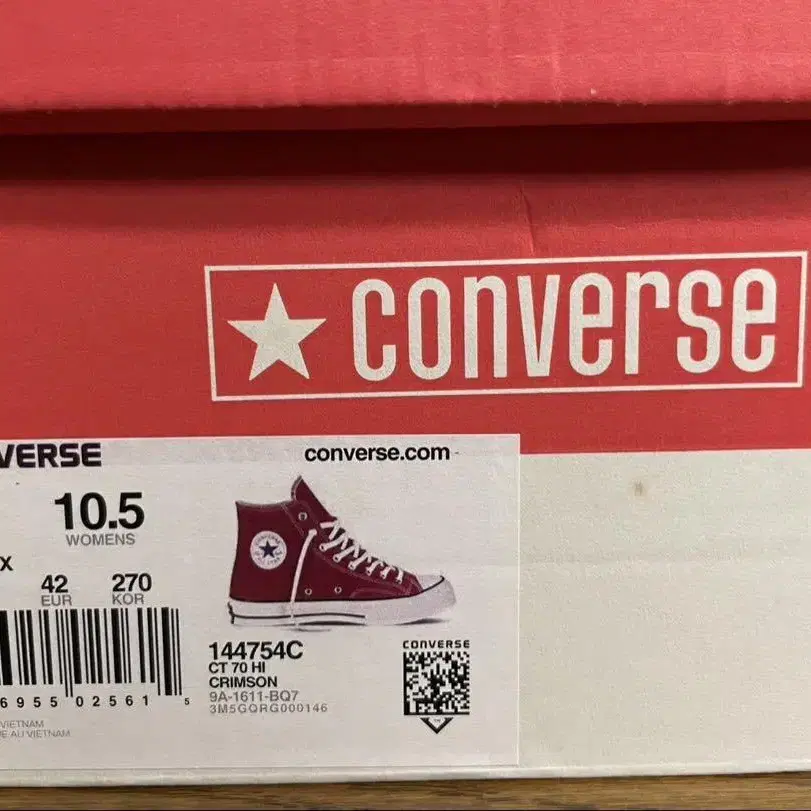 converse
VERSE
converse.com
10.5
WOMENS
X
42
270
EUR
KOR
144754C
CT 70 HI
CRIMSON
9A-1611-BQ7
3M5GQRG000146
CONVERSE
CONVERSE
6955 02561 5
VIETNAM
AU VIETNAM